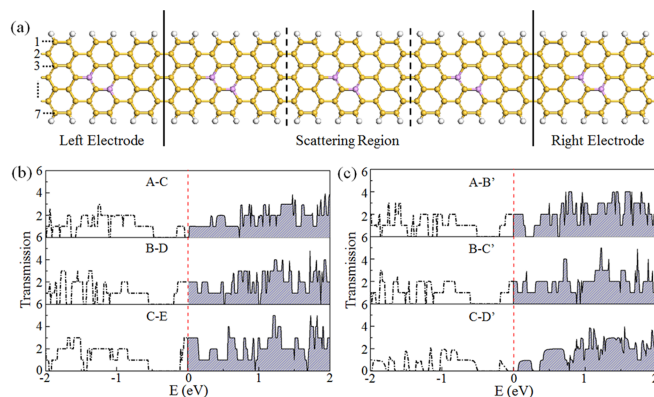 (a)
1
2
3
7
Left Electrode
Scattering Region
Right Electrode
(b)
A-C
B-D
C-E
Transmission
6
4
2
6
4
2
6
4
2
0
-2
-1
0
1
2
E (eV)
(c)
A-B'
B-C'
C-D'
Transmission
6
4
2
6
4
2
6
4
2
0
-2
-1
0
1
2
E (eV)